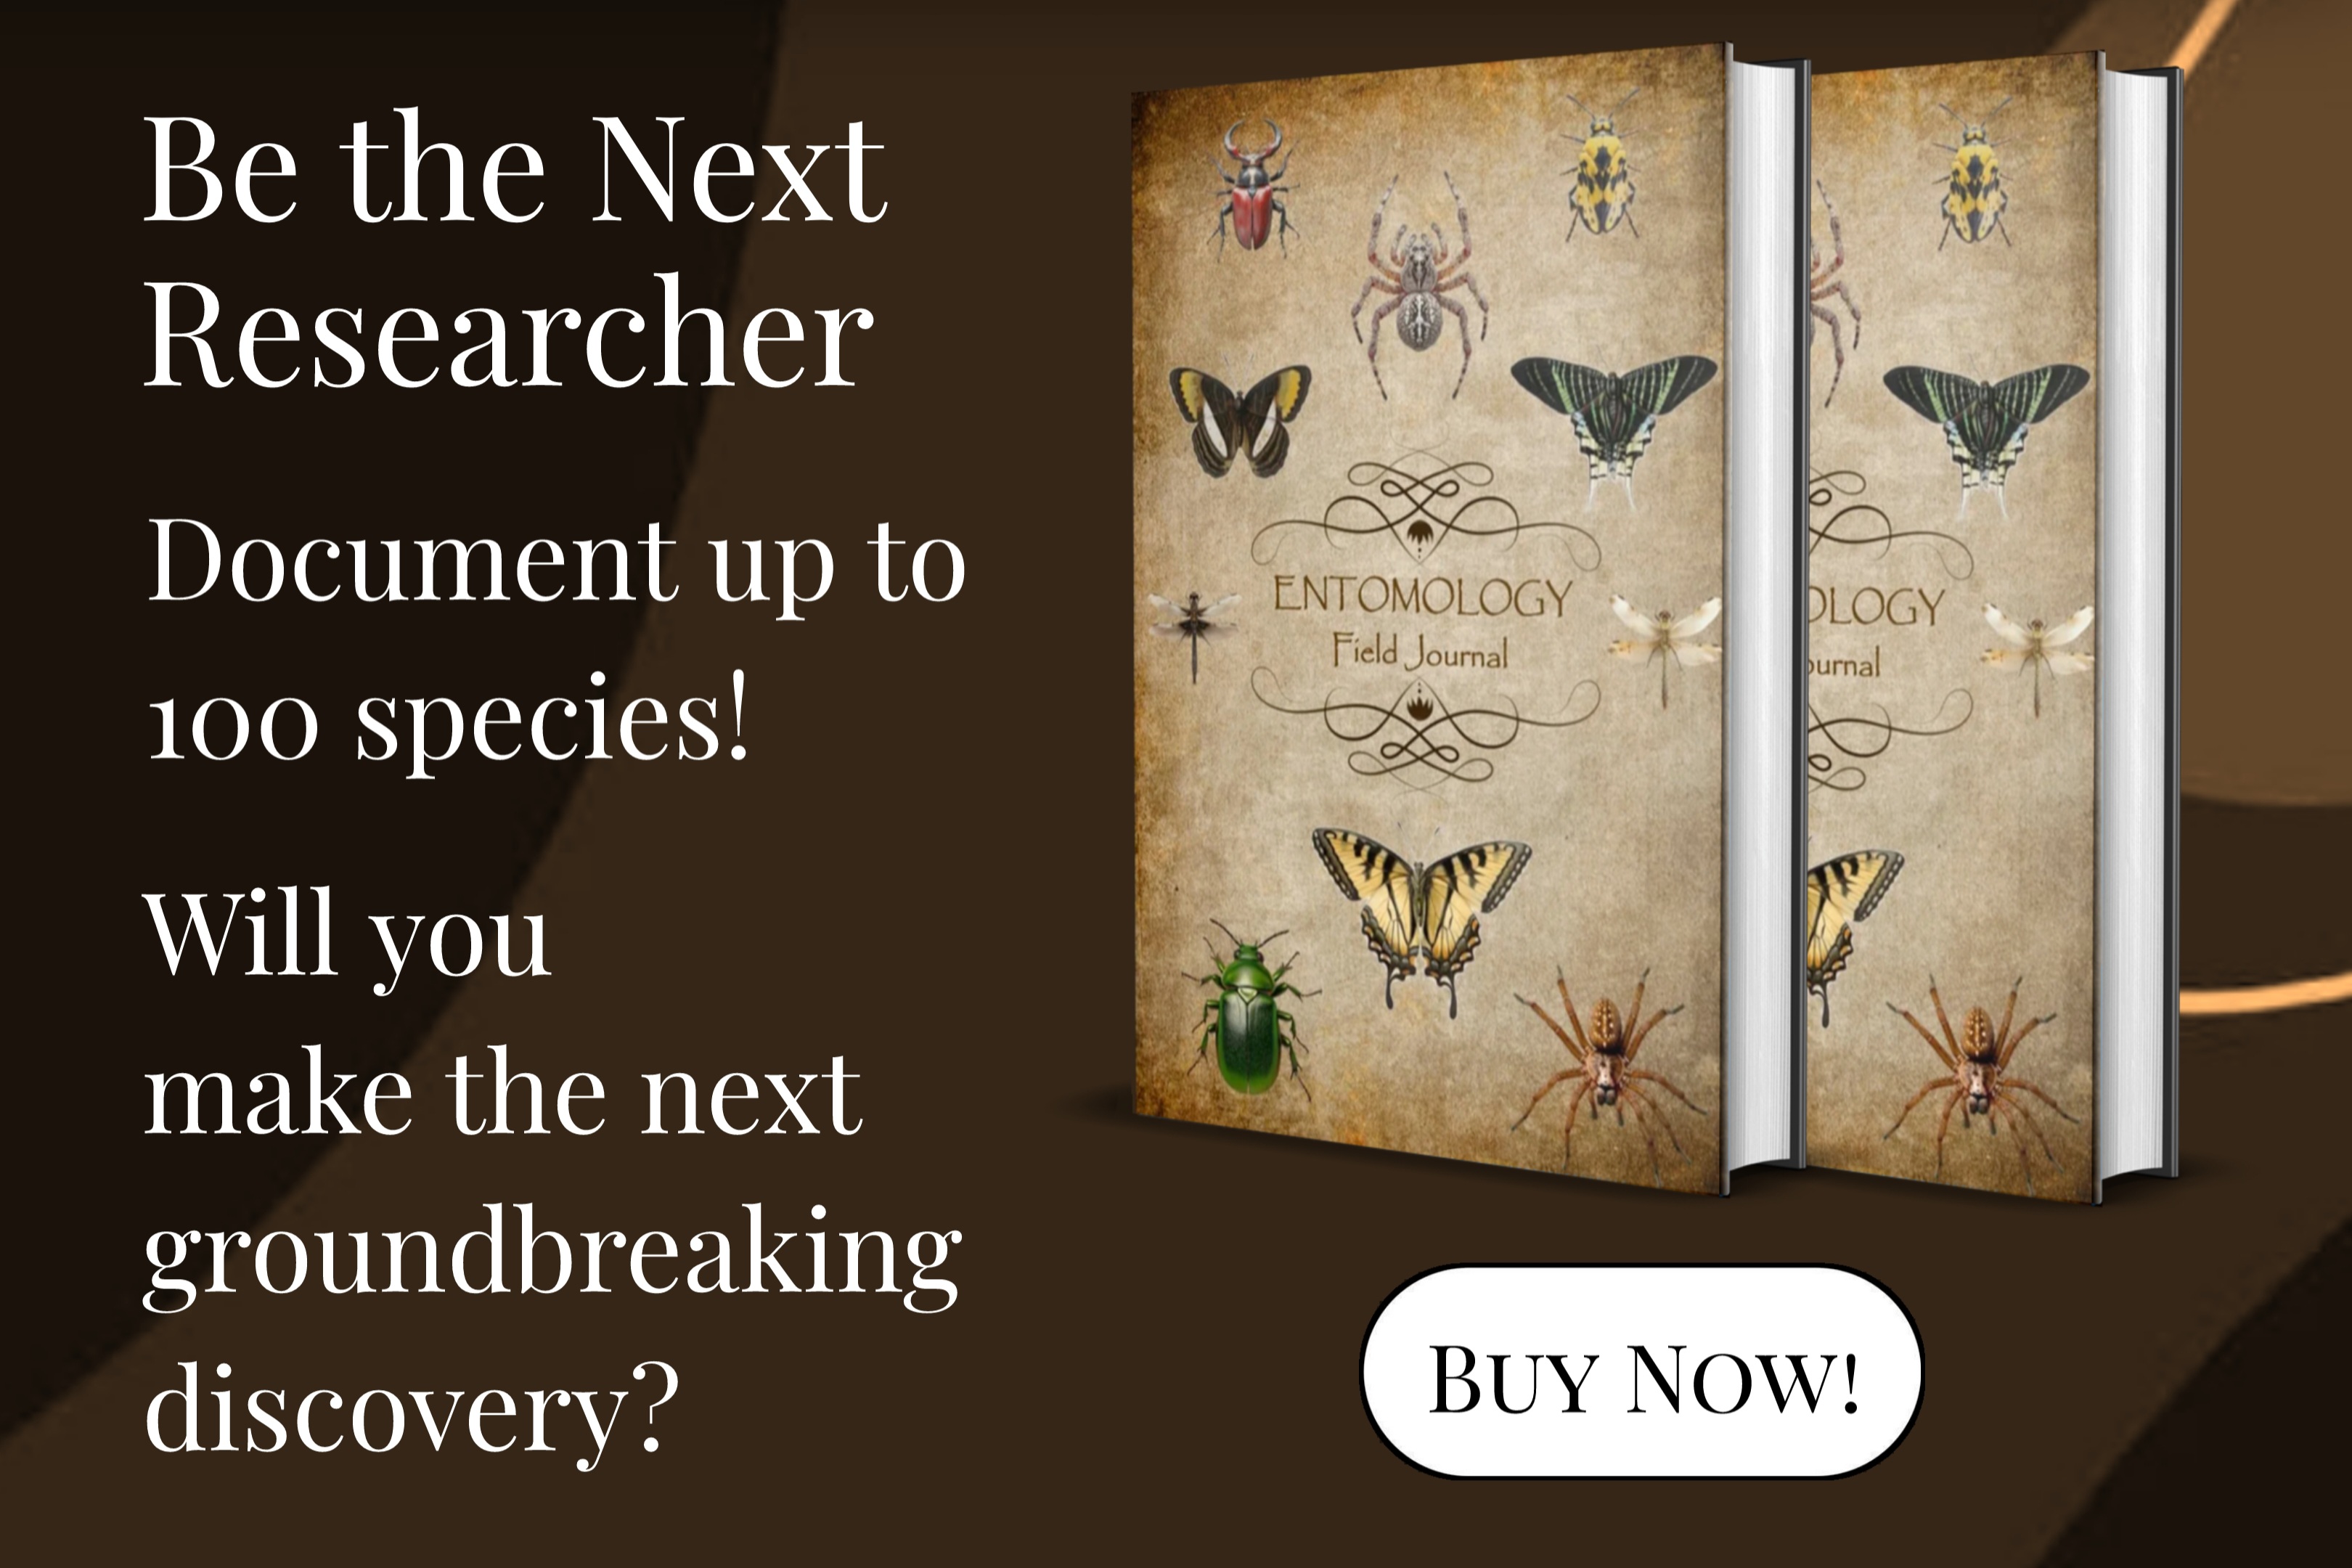 Be the Next
Researcher
Document up to
100 species!
Will you
make the next
groundbreaking
discovery?
ENTOMOLOGY
Field Journal
OLOGY
ournal
BUY NOW!